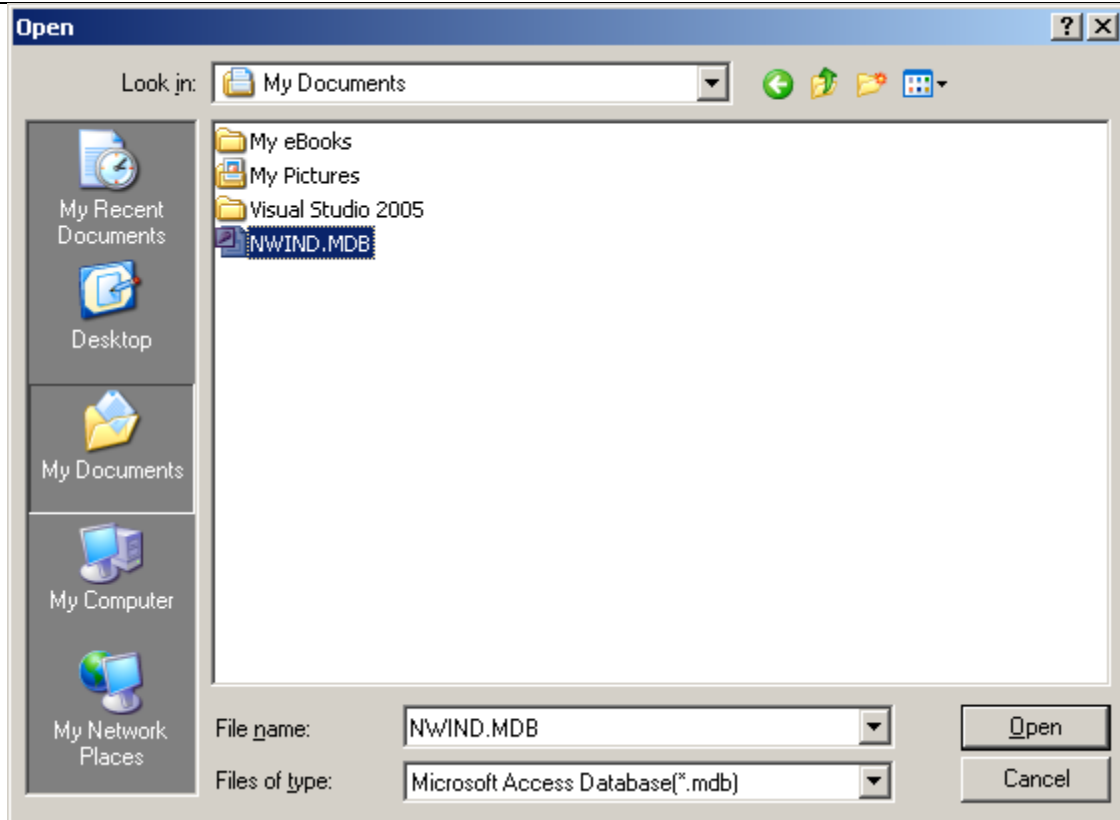 Open
Look in:
My Documents
My Recent
Documents
Desktop
My Documents
My Computer
My Network
Places
My eBooks
My Pictures
Visual Studio 2005
NWIND.MDB
File name:
NWIND.MDB
Open
Files of type:
Microsoft Access Database(*.mdb)
Cancel